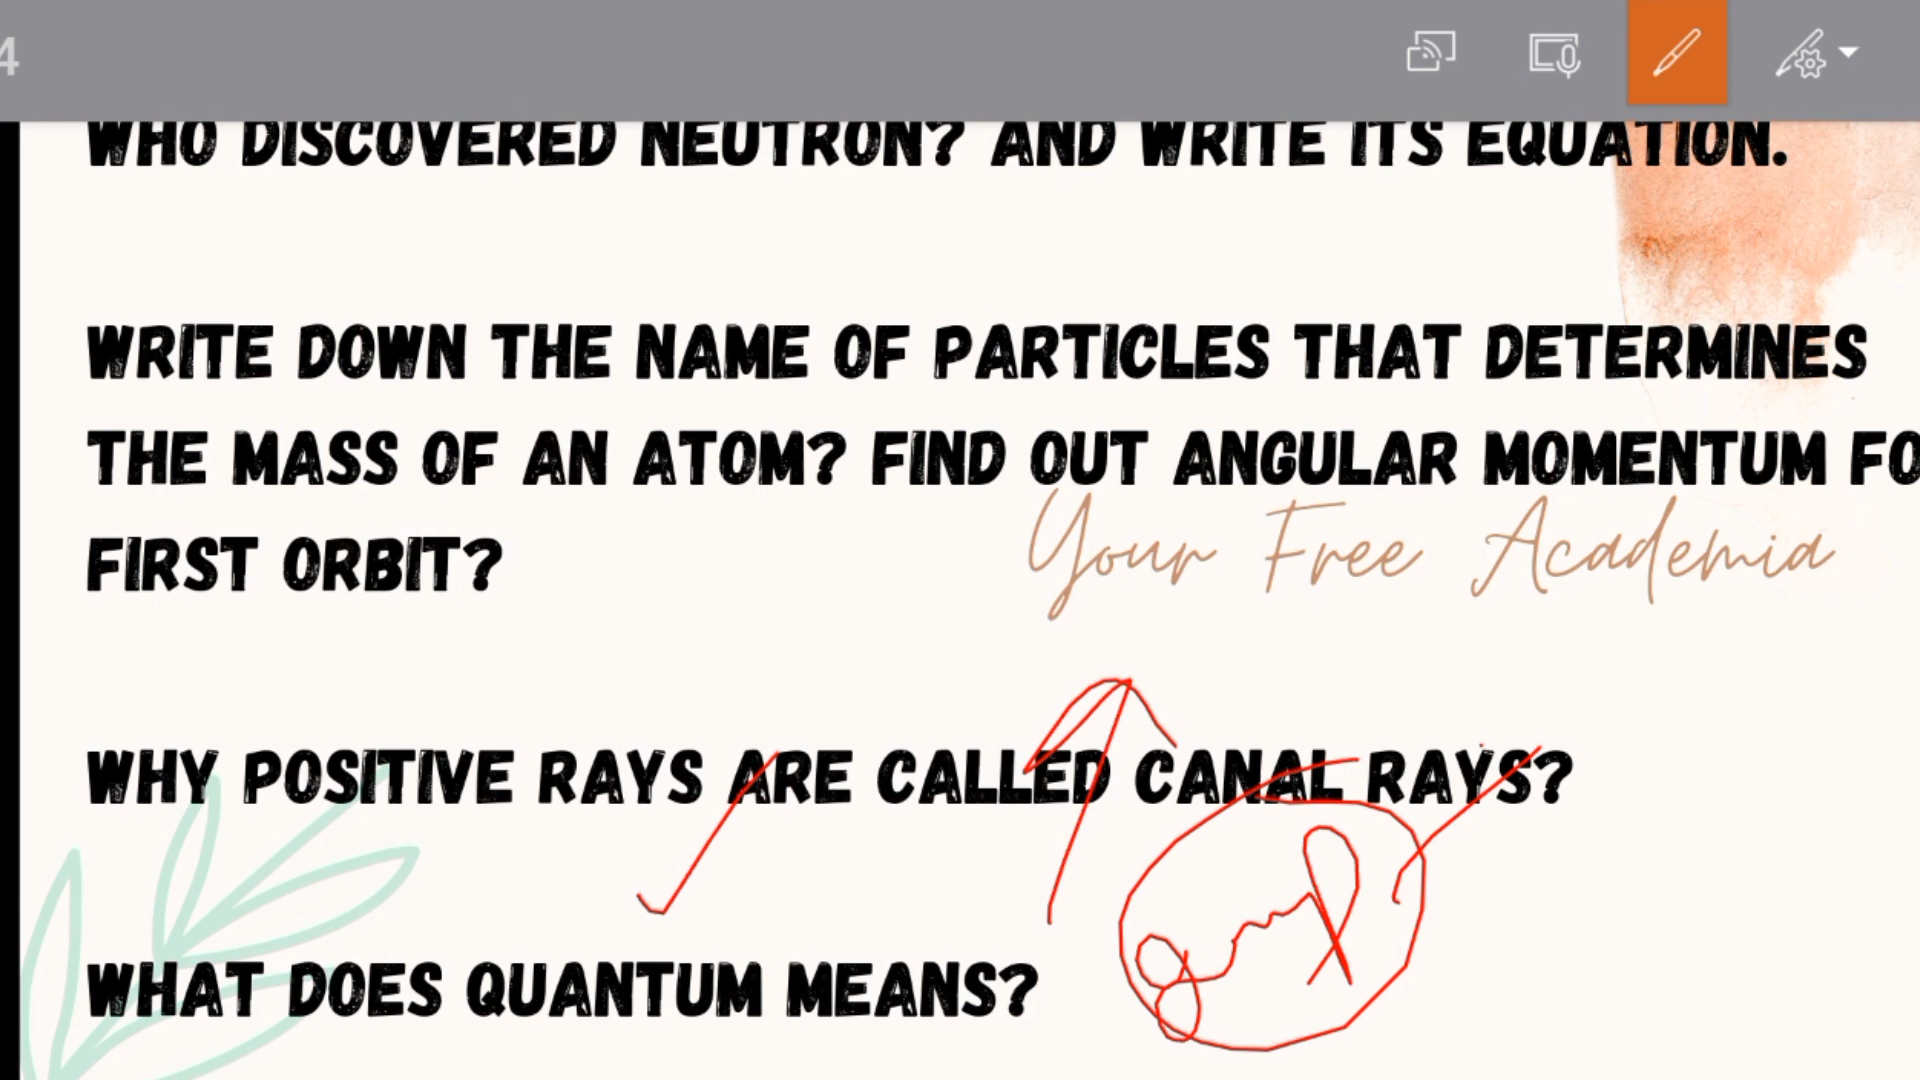 4
WHO DISCOVERED NEUTRON? AND WRITE ITS EQUATION.
WRITE DOWN THE NAME OF PARTICLES THAT DETERMINES
THE MASS OF AN ATOM? FIND OUT ANGULAR MOMENTUM FO
FIRST ORBIT?
Your Free Academia
WHY POSITIVE RAYS ARE CALLED CANAL RAYS?
WHAT DOES QUANTUM MEANS?